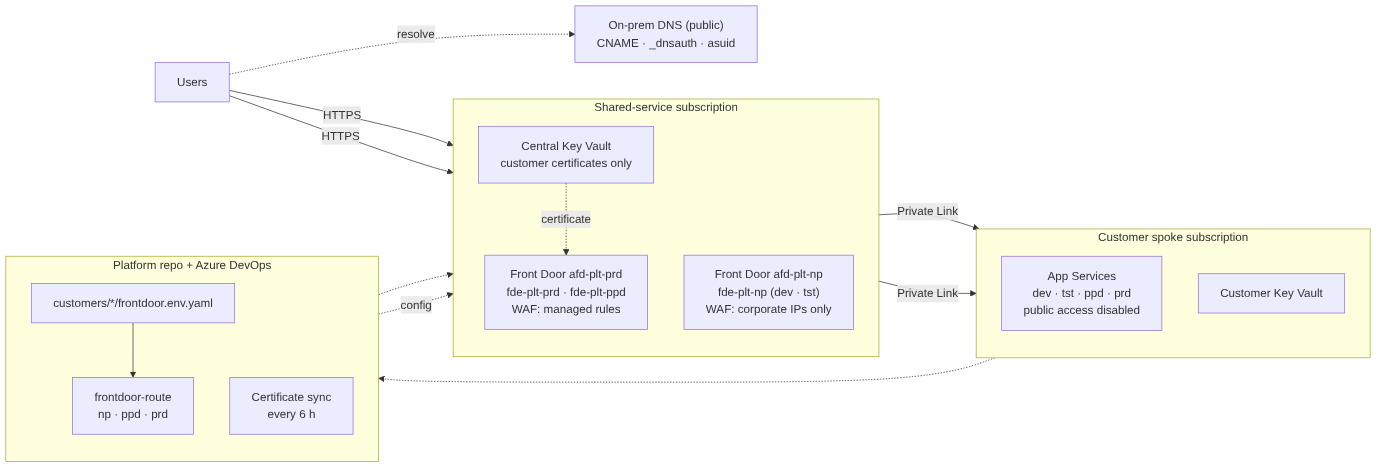 On-prem DNS (public)
CNAME · _dnsauth · asuid
resolve
Users
HTTPS
HTTPS
Shared-service subscription
Central Key Vault
customer certificates only
certificate
Front Door afd-plt-prd
fde-plt-prd · fde-plt-ppd
WAF: managed rules
Front Door afd-plt-np
fde-plt-np (dev · tst)
WAF: corporate IPs only
Private Link
Private Link
Customer spoke subscription
App Services
dev · tst · ppd · prd
public access disabled
Customer Key Vault
Platform repo + Azure DevOps
customers/*/frontdoor.env.yaml
config
frontdoor-route
np · ppd · prd
Certificate sync
every 6 h